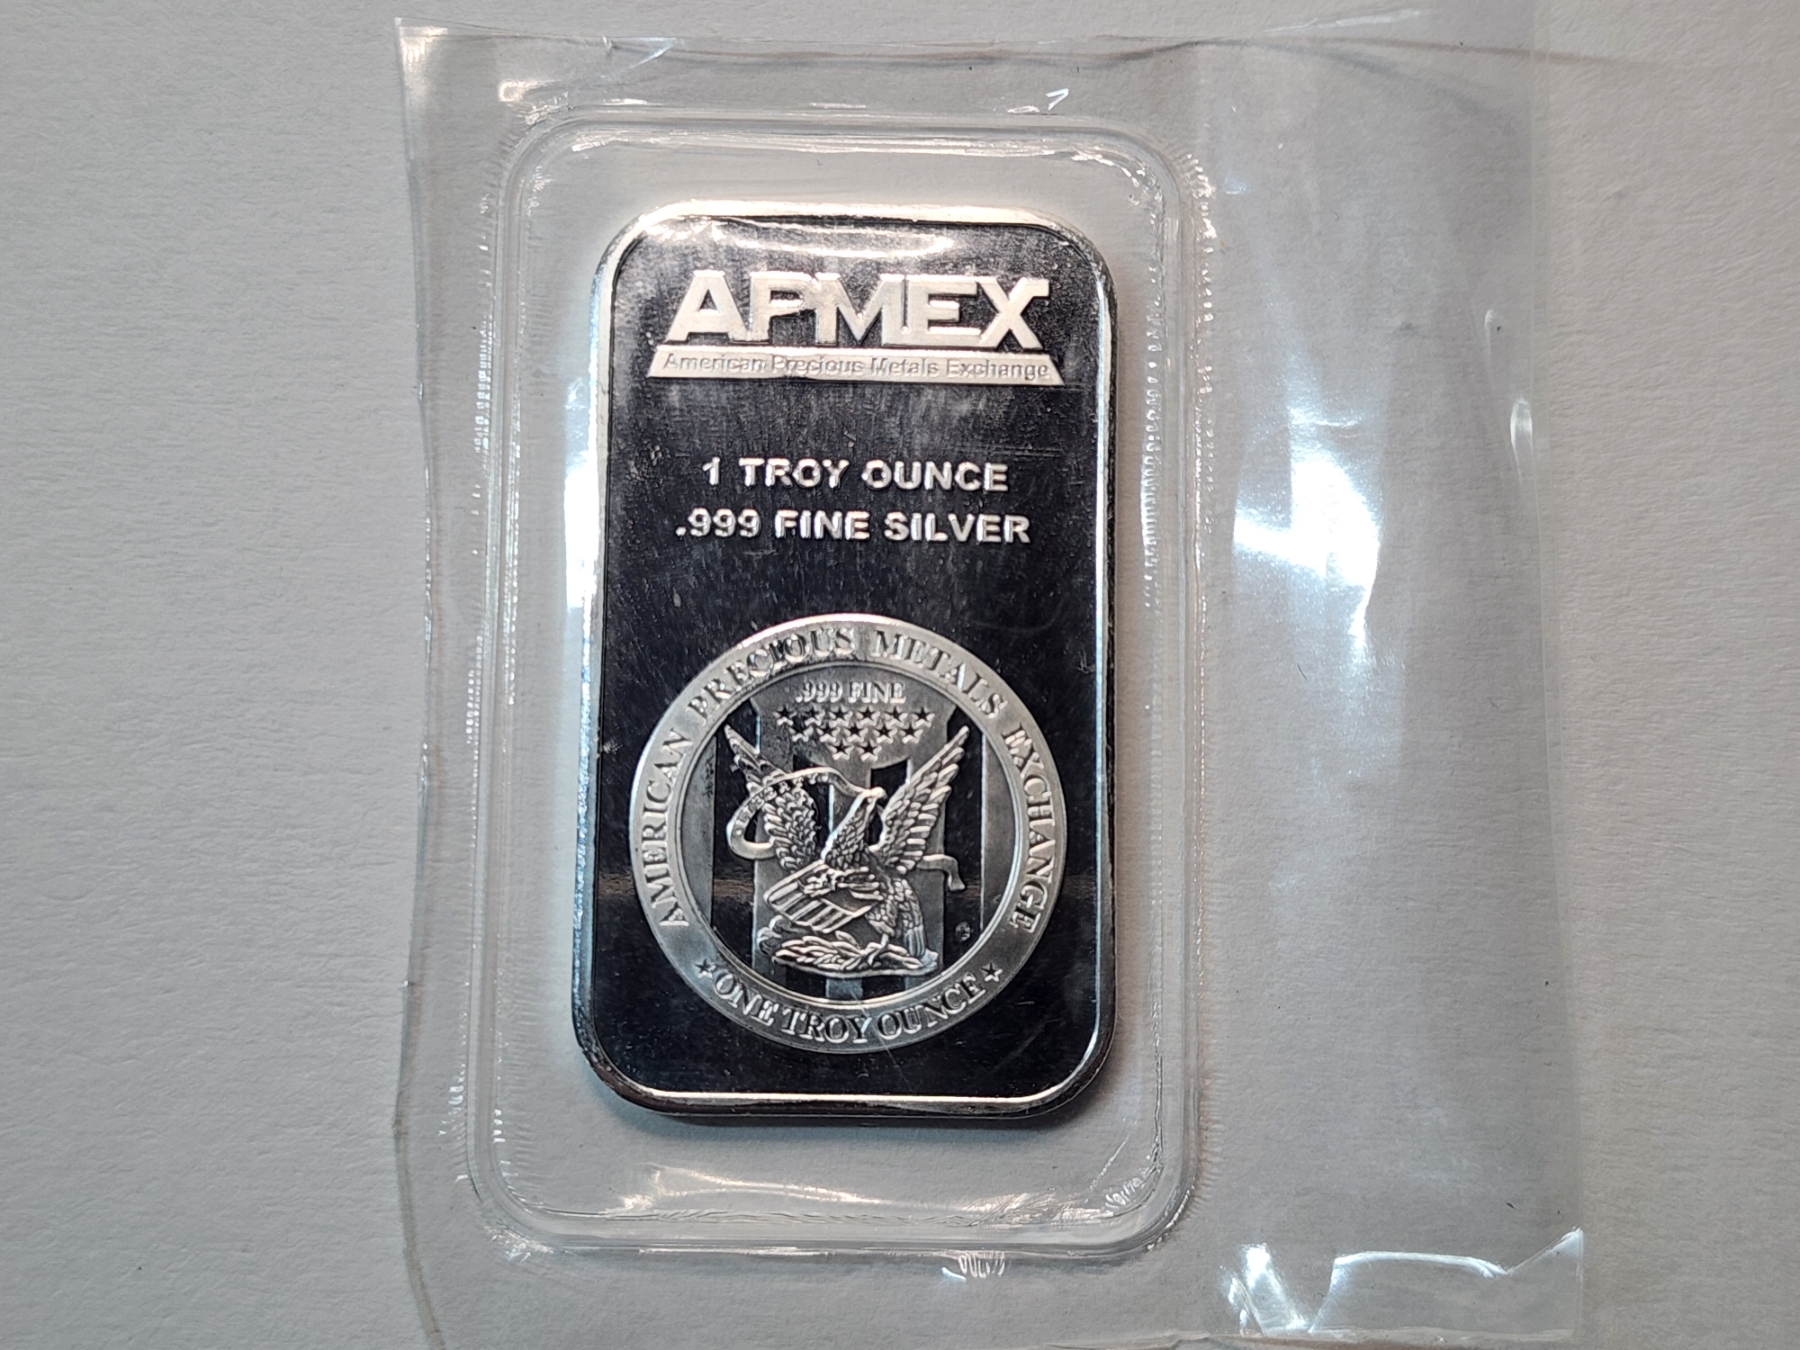 APMEX
American Precious Metals Exchange
1 TROY OUNCE
.999 FINE SILVER
AMERICAN PRECIOUS METALS EXCHANGE
.999 FINE
ONE TROY OUNCE